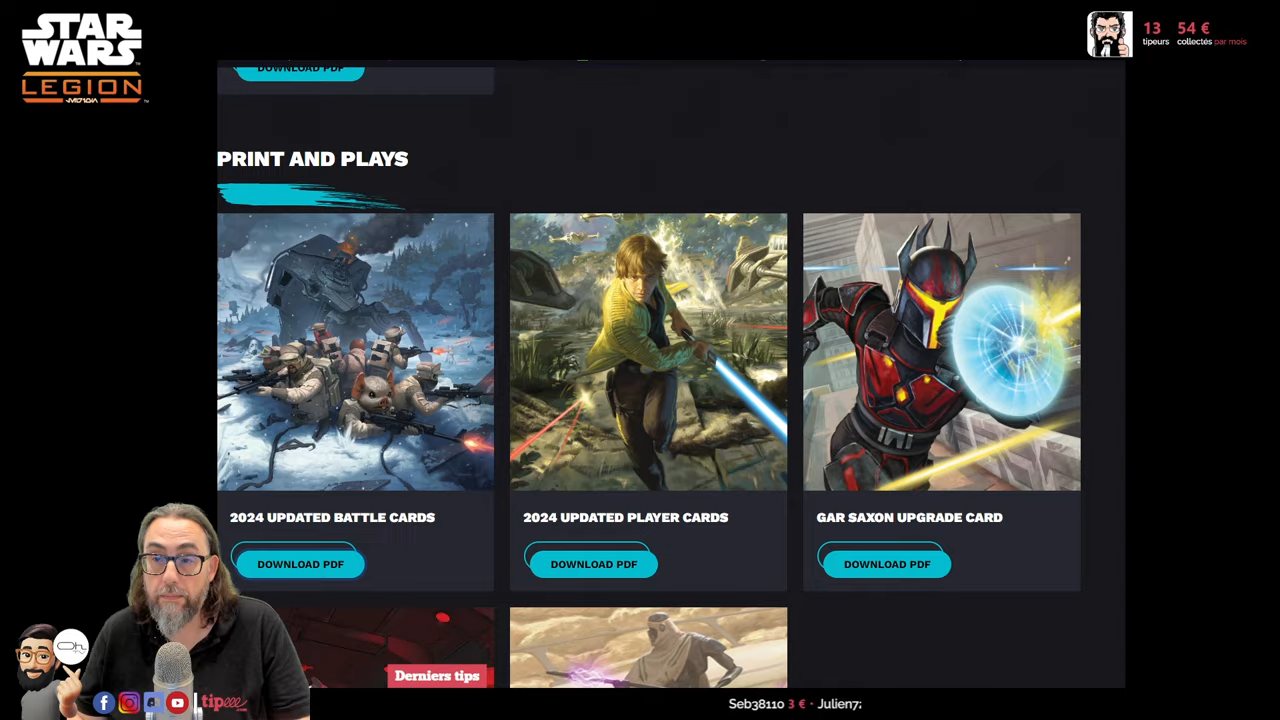 STAR
WARS
LEGION
13 54 €
tipeurs collectés par mois
DOWNLOAD PDF
PRINT AND PLAYS
2024 UPDATED BATTLE CARDS
2024 UPDATED PLAYER CARDS
GAR SAXON UPGRADE CARD
DOWNLOAD PDF
DOWNLOAD PDF
DOWNLOAD PDF
Derniers tips
Oh,
tipeee
Seb38110 3 € · Julien7;